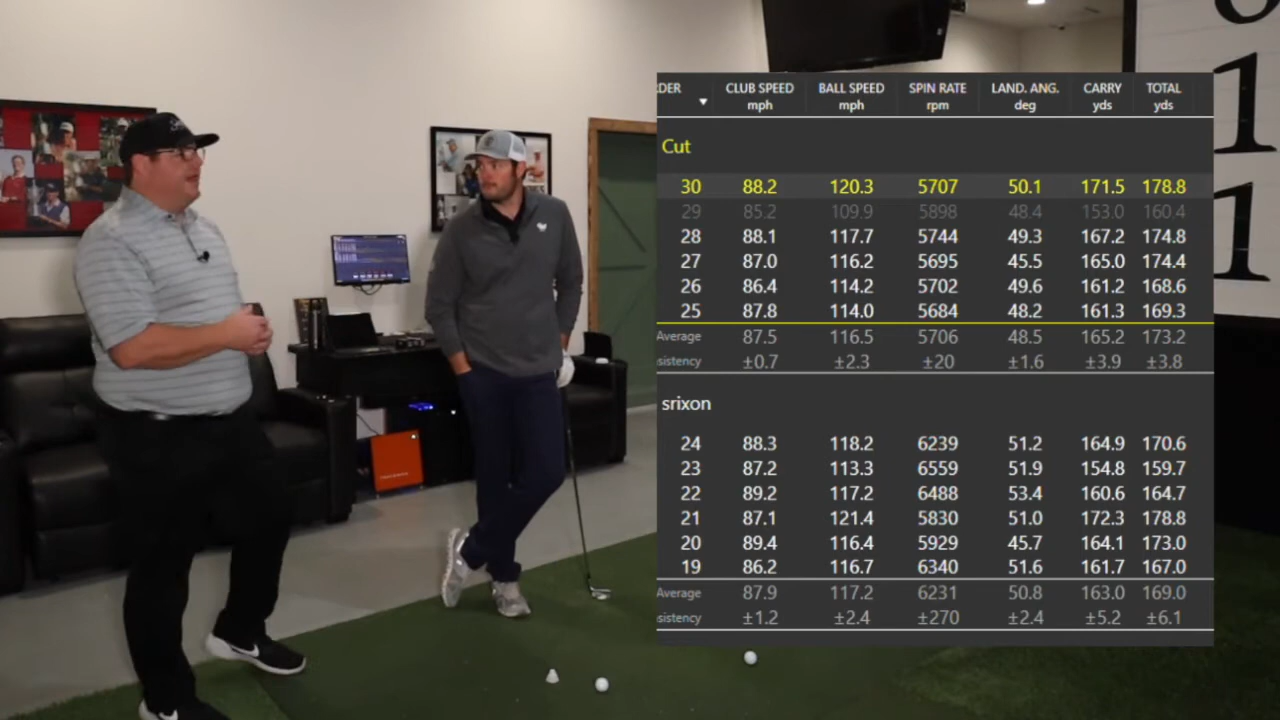 RDER CLUB SPEED BALL SPEED SPIN RATE LAND. ANG. CARRY TOTAL
mph mph rpm deg yds yds
Cut
30 88.2 120.3 5707 50.1 171.5 178.8
29 85.2 109.9 5898 48.4 153.0 160.4
28 88.1 117.7 5744 49.3 167.2 174.8
27 87.0 116.2 5695 45.5 165.0 174.4
26 86.4 114.2 5702 49.6 161.2 168.6
25 87.8 114.0 5684 48.2 161.3 169.3
Average 87.5 116.5 5706 48.5 165.2 173.2
sistency ±0.7 ±2.3 ±20 ±1.6 ±3.9 ±3.8
srixon
24 88.3 118.2 6239 51.2 164.9 170.6
23 87.2 113.3 6559 51.9 154.8 159.7
22 89.2 117.2 6488 53.4 160.6 164.7
21 87.1 121.4 5830 51.0 172.3 178.8
20 89.4 116.4 5929 45.7 164.1 173.0
19 86.2 116.7 6340 51.6 161.7 167.0
Average 87.9 117.2 6231 50.8 163.0 169.0
sistency ±1.2 ±2.4 ±270 ±2.4 ±5.2 ±6.1
1
1